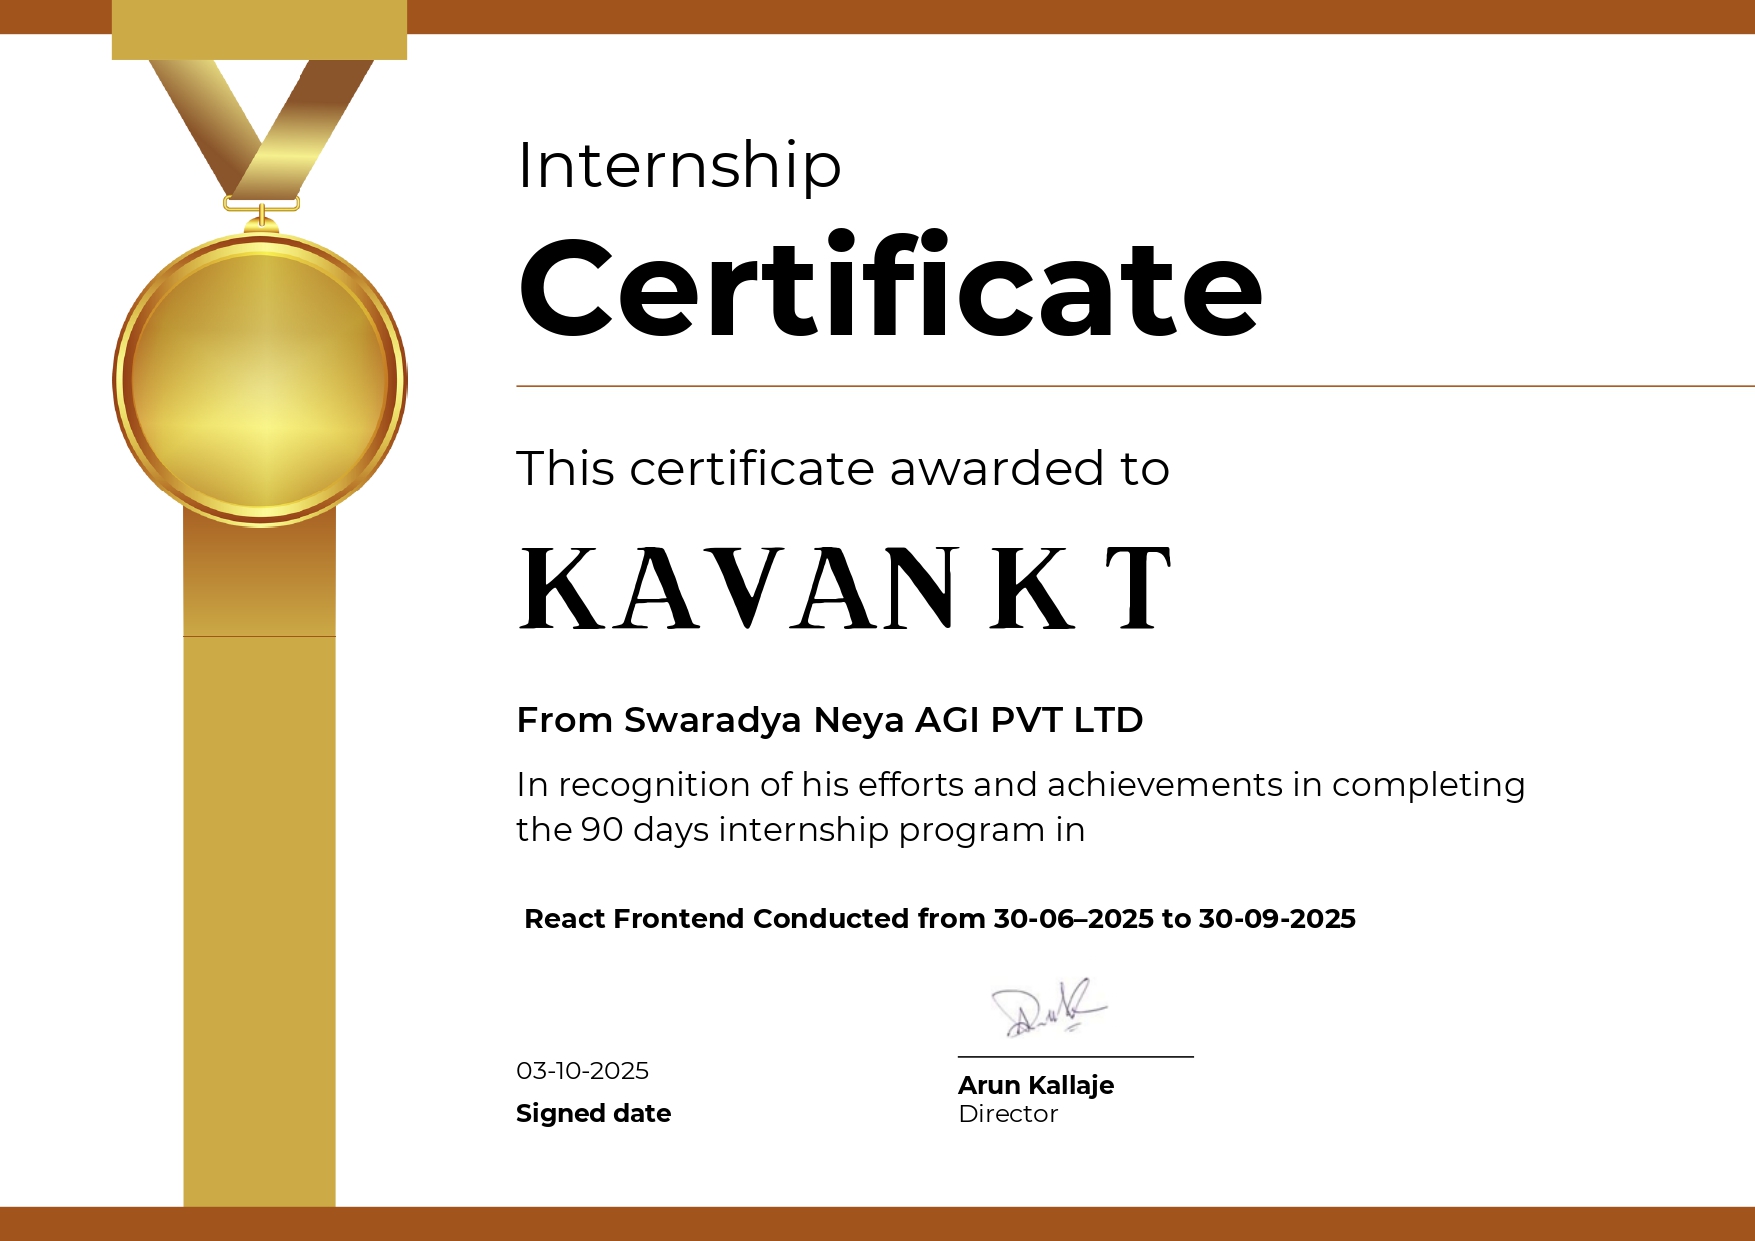 Internship
Certificate
This certificate awarded to
KAVAN K T
From Swaradya Neya AGI PVT LTD
In recognition of his efforts and achievements in completing
the 90 days internship program in
React Frontend Conducted from 30-06–2025 to 30-09-2025
03-10-2025
Signed date
Arun Kallaje
Director